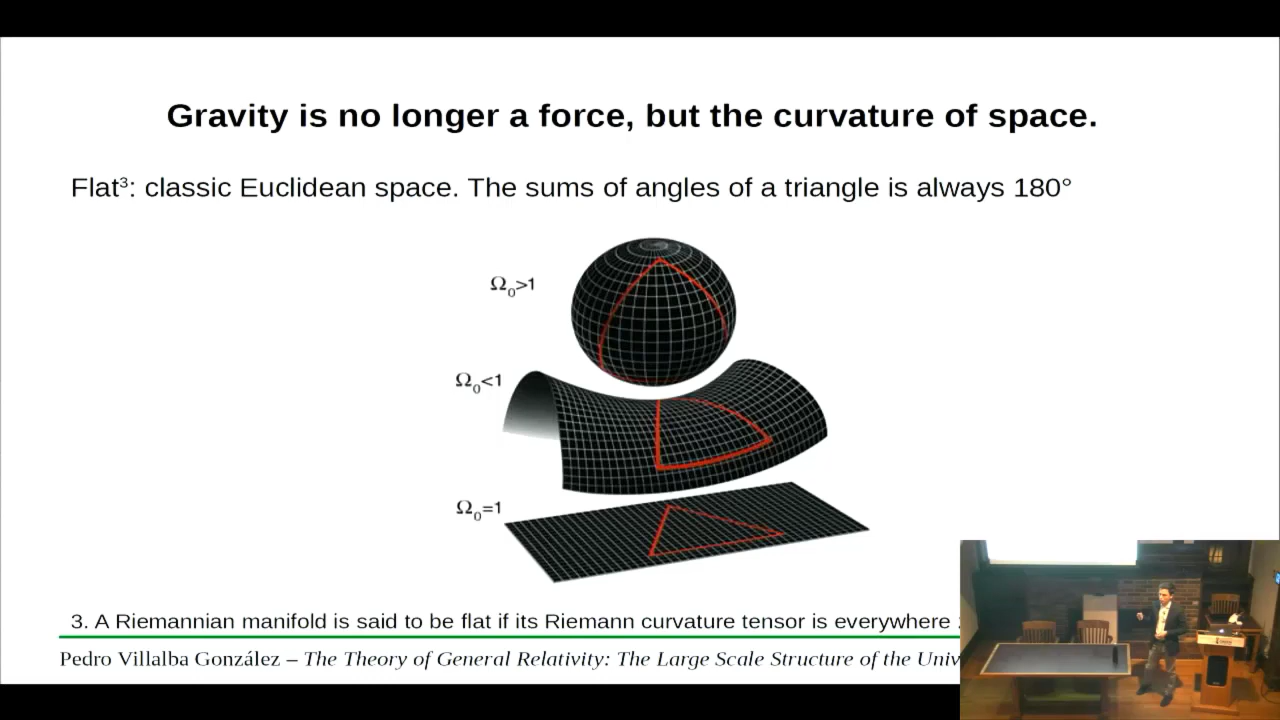 Gravity is no longer a force, but the curvature of space.
Flat³: classic Euclidean space. The sums of angles of a triangle is always 180°
Ω₀>1
Ω₀<1
Ω₀=1
3. A Riemannian manifold is said to be flat if its Riemann curvature tensor is everywhere
Pedro Villalba González – The Theory of General Relativity: The Large Scale Structure of the